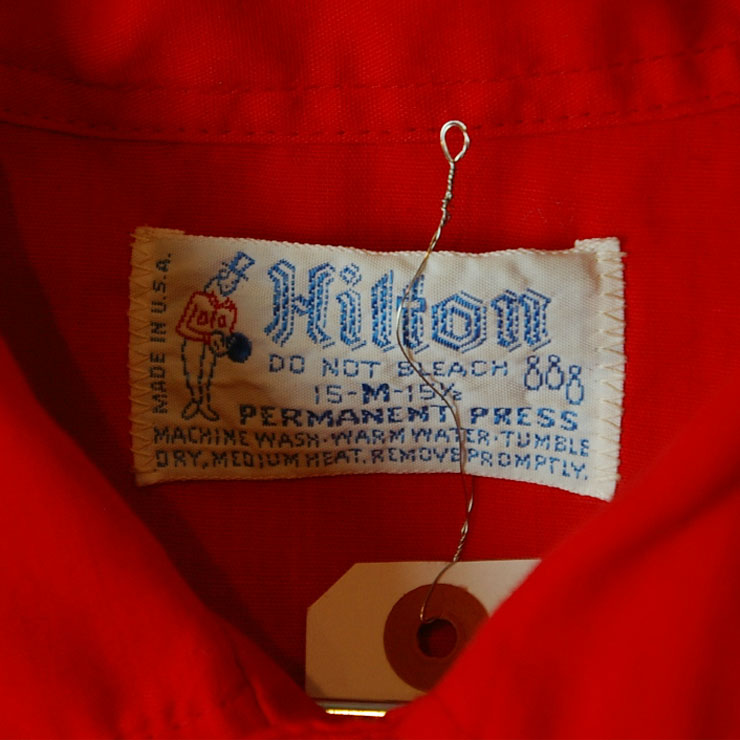 MADE IN U.S.A.
Hilton
DO NOT BLEACH
15-M-15½
PERMANENT PRESS
MACHINE WASH·WARM WATER·TUMBLE
DRY, MEDIUM HEAT. REMOVE PROMPTLY.